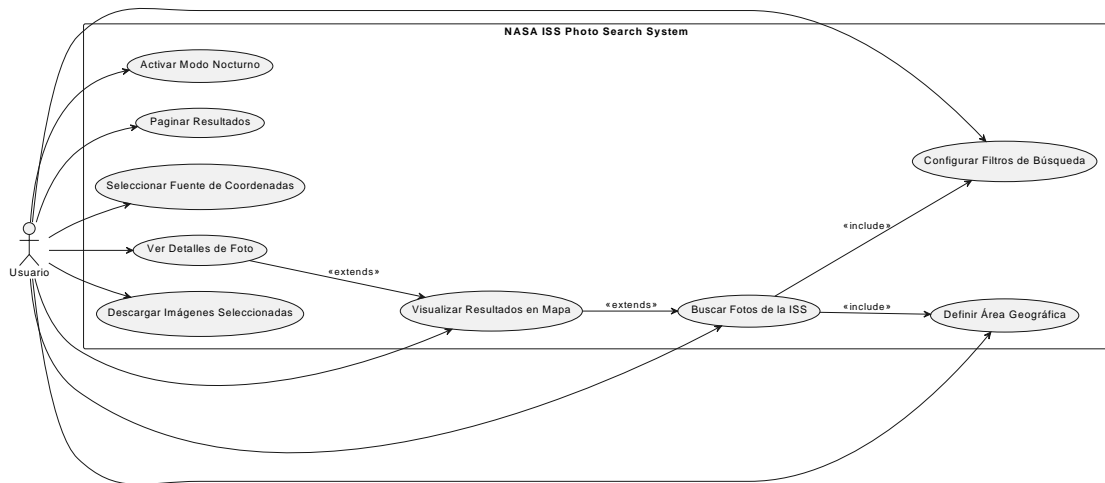 NASA ISS Photo Search System
Activar Modo Nocturno
Paginar Resultados
Configurar Filtros de Búsqueda
Seleccionar Fuente de Coordenadas
«include»
Ver Detalles de Foto
Usuario
«extends»
«extends»
«include»
Descargar Imágenes Seleccionadas
Visualizar Resultados en Mapa
Buscar Fotos de la ISS
Definir Área Geográfica